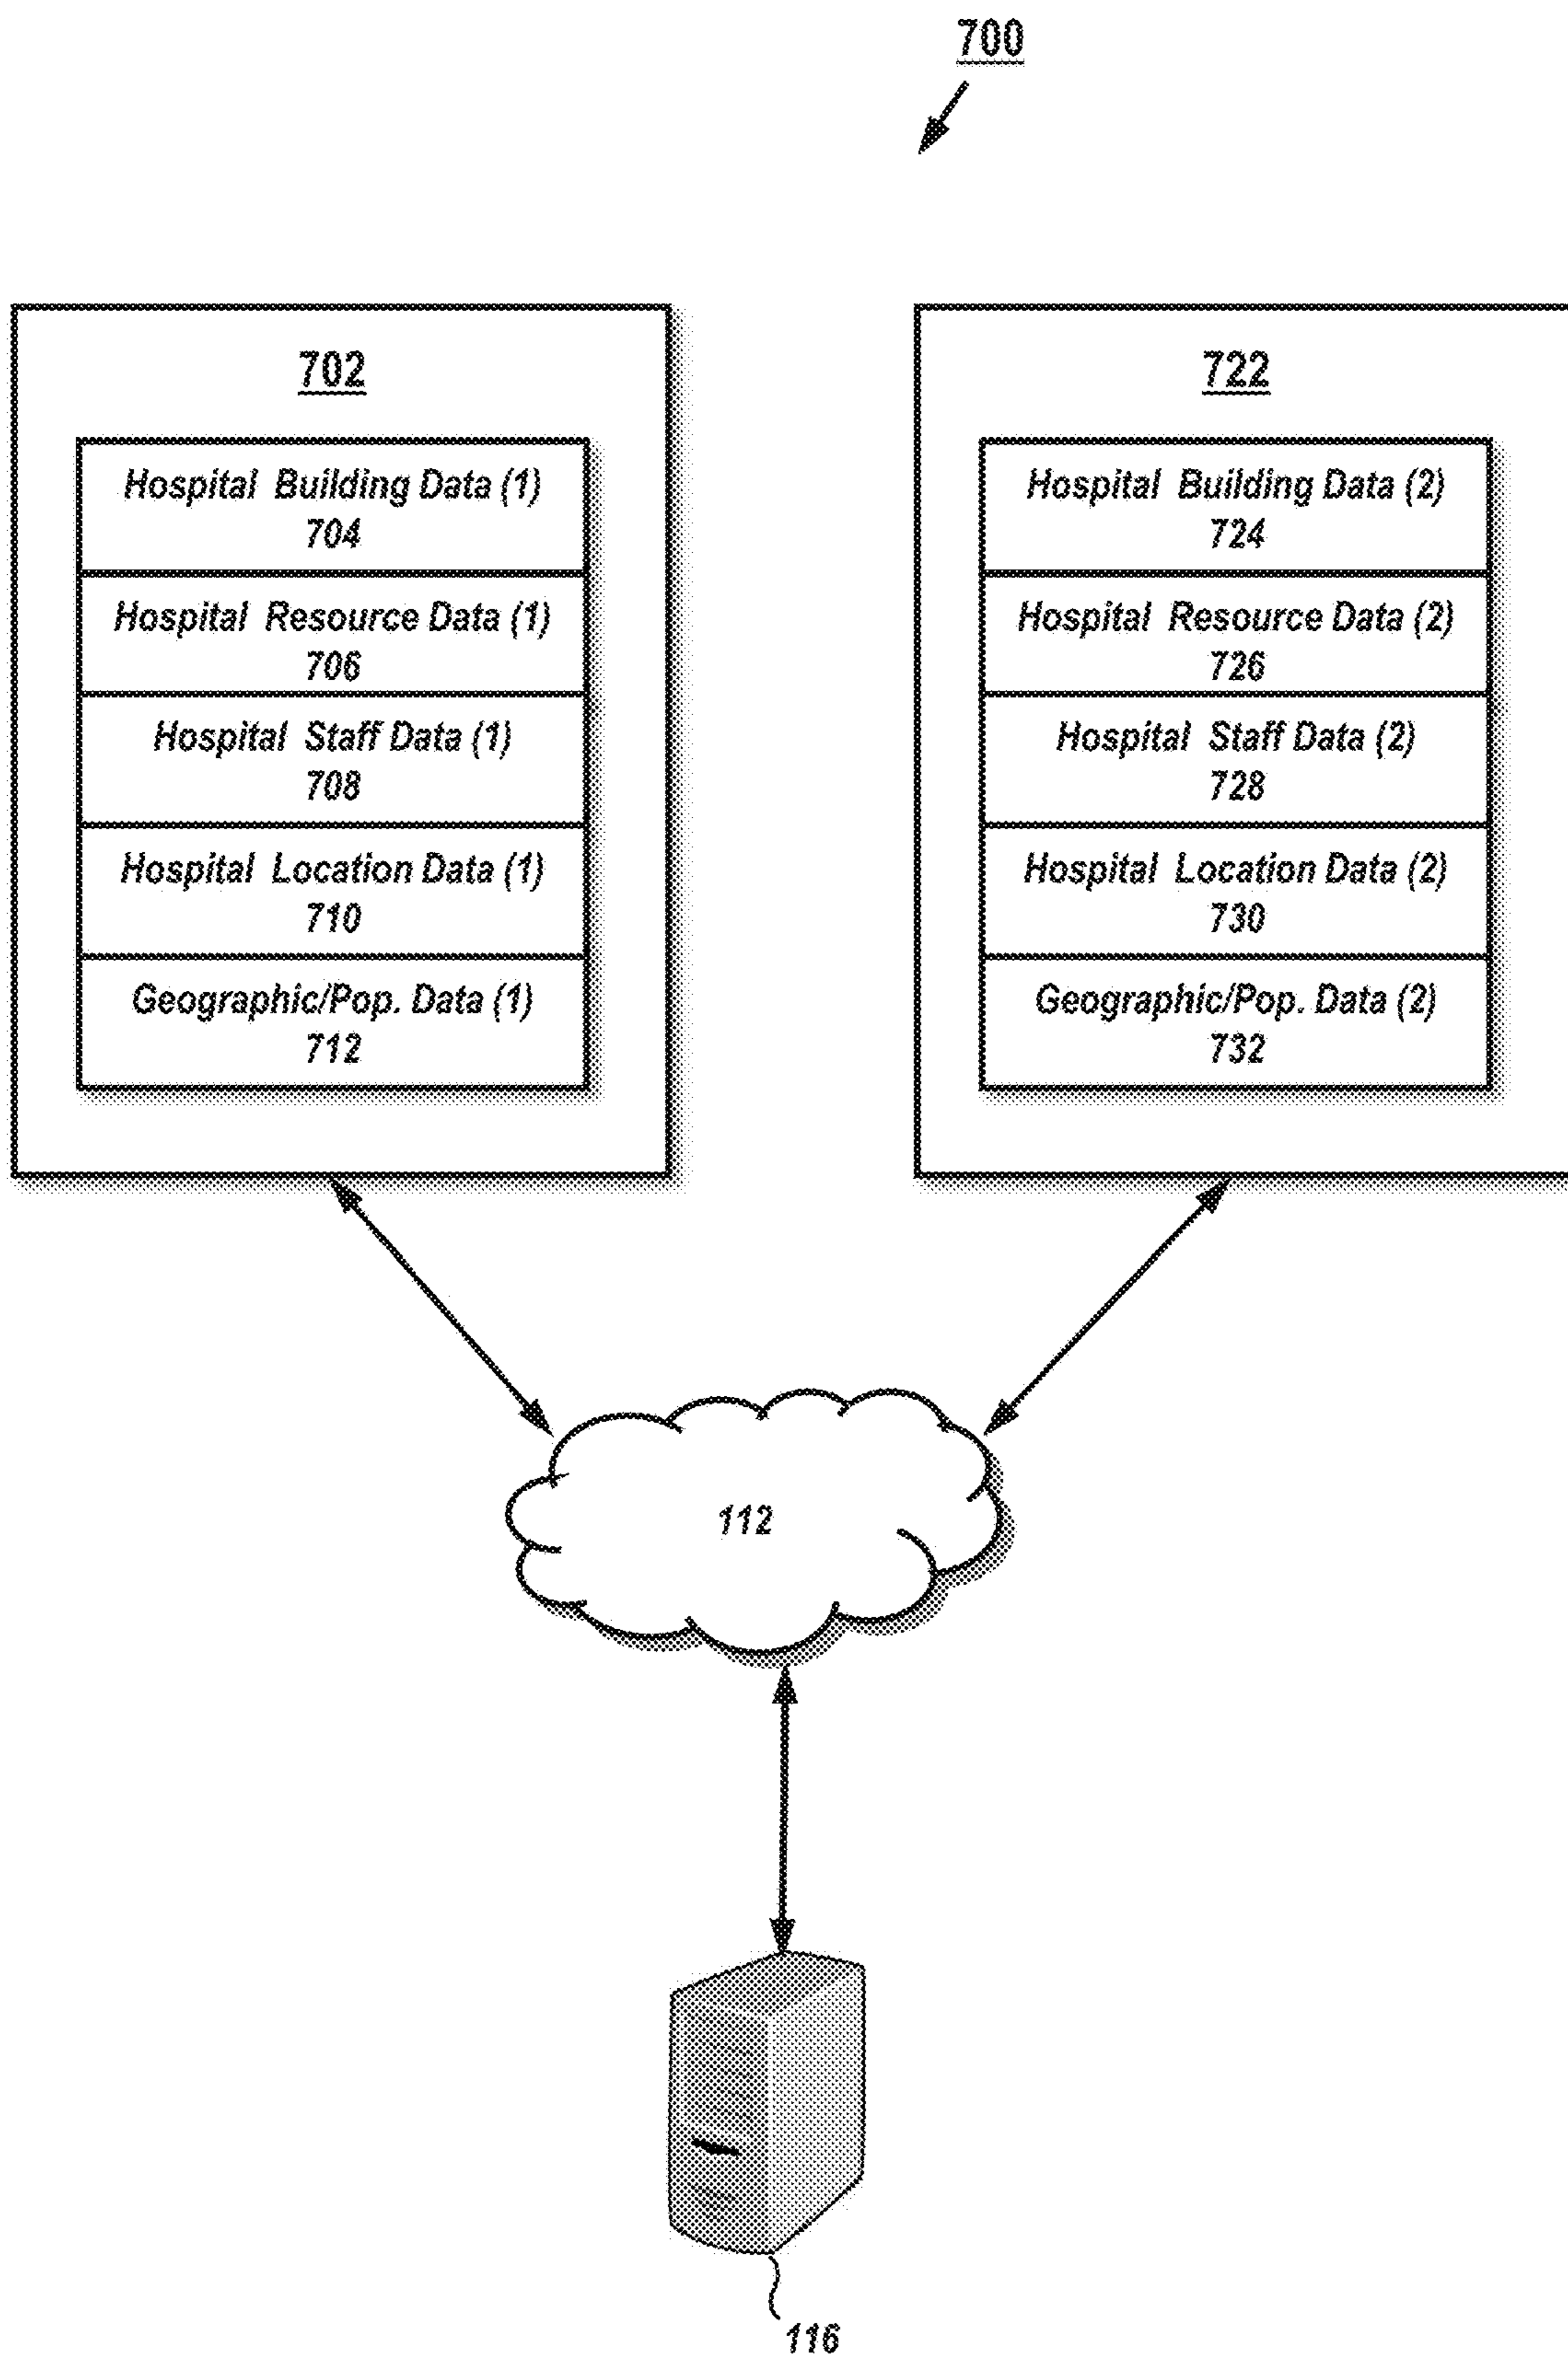 700
702
Hospital Building Data (1)
704
Hospital Resource Data (1)
706
Hospital Staff Data (1)
708
Hospital Location Data (1)
710
Geographic/Pop. Data (1)
712
722
Hospital Building Data (2)
724
Hospital Resource Data (2)
726
Hospital Staff Data (2)
728
Hospital Location Data (2)
730
Geographic/Pop. Data (2)
732
112
116